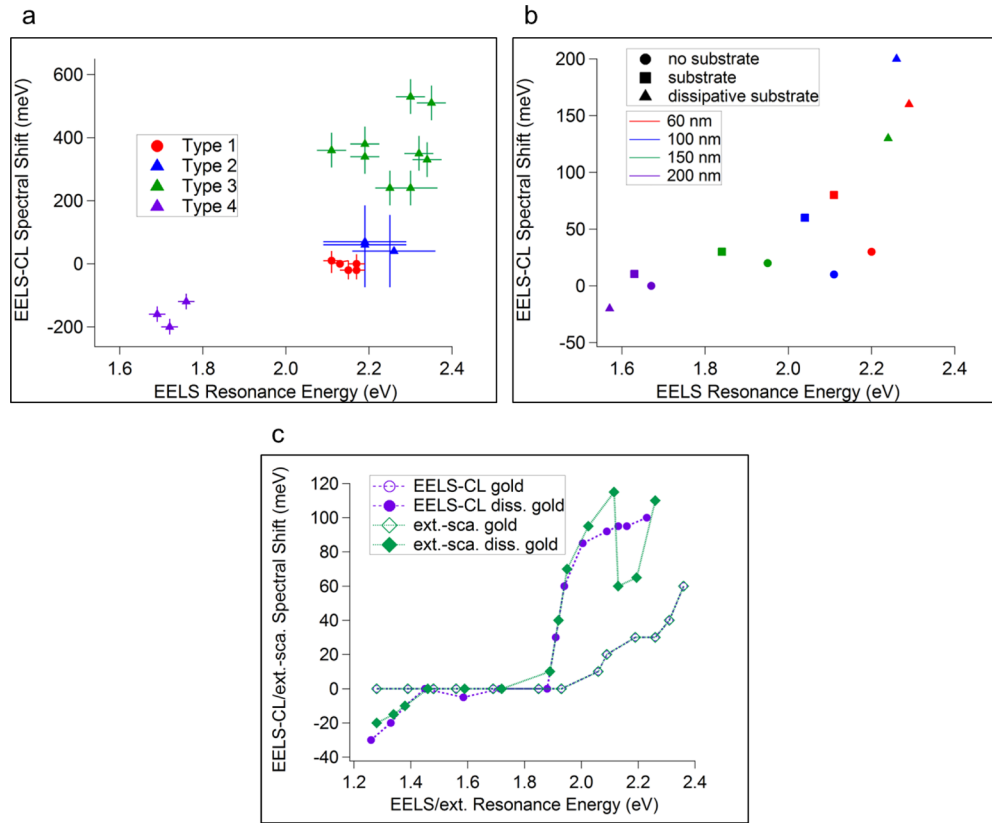 a
EELS-CL Spectral Shift (meV)
600
400
200
0
-200
Type 1
Type 2
Type 3
Type 4
1.6 1.8 2.0 2.2 2.4
EELS Resonance Energy (eV)
b
EELS-CL Spectral Shift (meV)
200
150
100
50
0
-50
no substrate
substrate
dissipative substrate
60 nm
100 nm
150 nm
200 nm
1.6 1.8 2.0 2.2 2.4
EELS Resonance Energy (eV)
c
EELS-CL/ext.-sca. Spectral Shift (meV)
120
100
80
60
40
20
0
-20
-40
EELS-CL gold
EELS-CL diss. gold
ext.-sca. gold
ext.-sca. diss. gold
1.2 1.4 1.6 1.8 2.0 2.2 2.4
EELS/ext. Resonance Energy (eV)